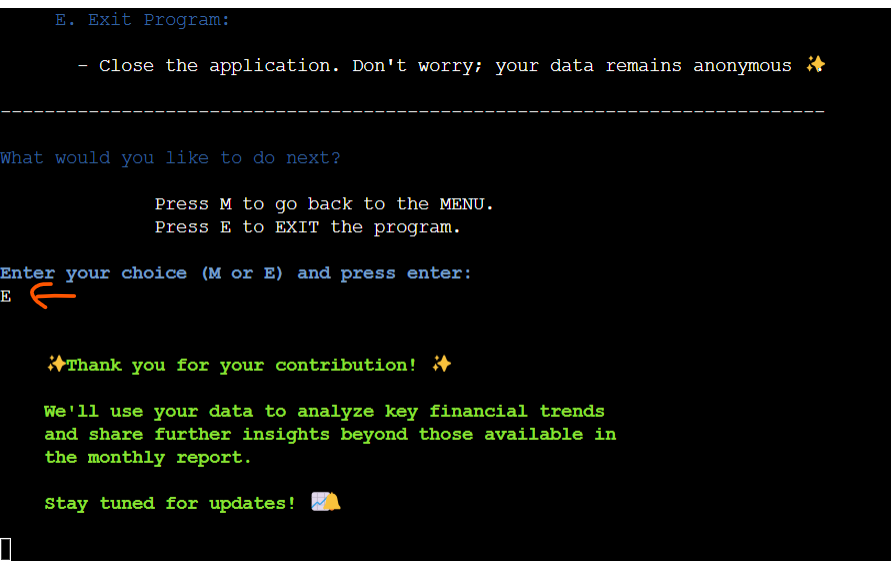 E. Exit Program:
- Close the application. Don't worry; your data remains anonymous ✨
---------------------------------------------------------------------------
What would you like to do next?
Press M to go back to the MENU.
Press E to EXIT the program.
Enter your choice (M or E) and press enter:
E
✨Thank you for your contribution! ✨
We'll use your data to analyze key financial trends
and share further insights beyond those available in
the monthly report.
Stay tuned for updates! 📈🔔